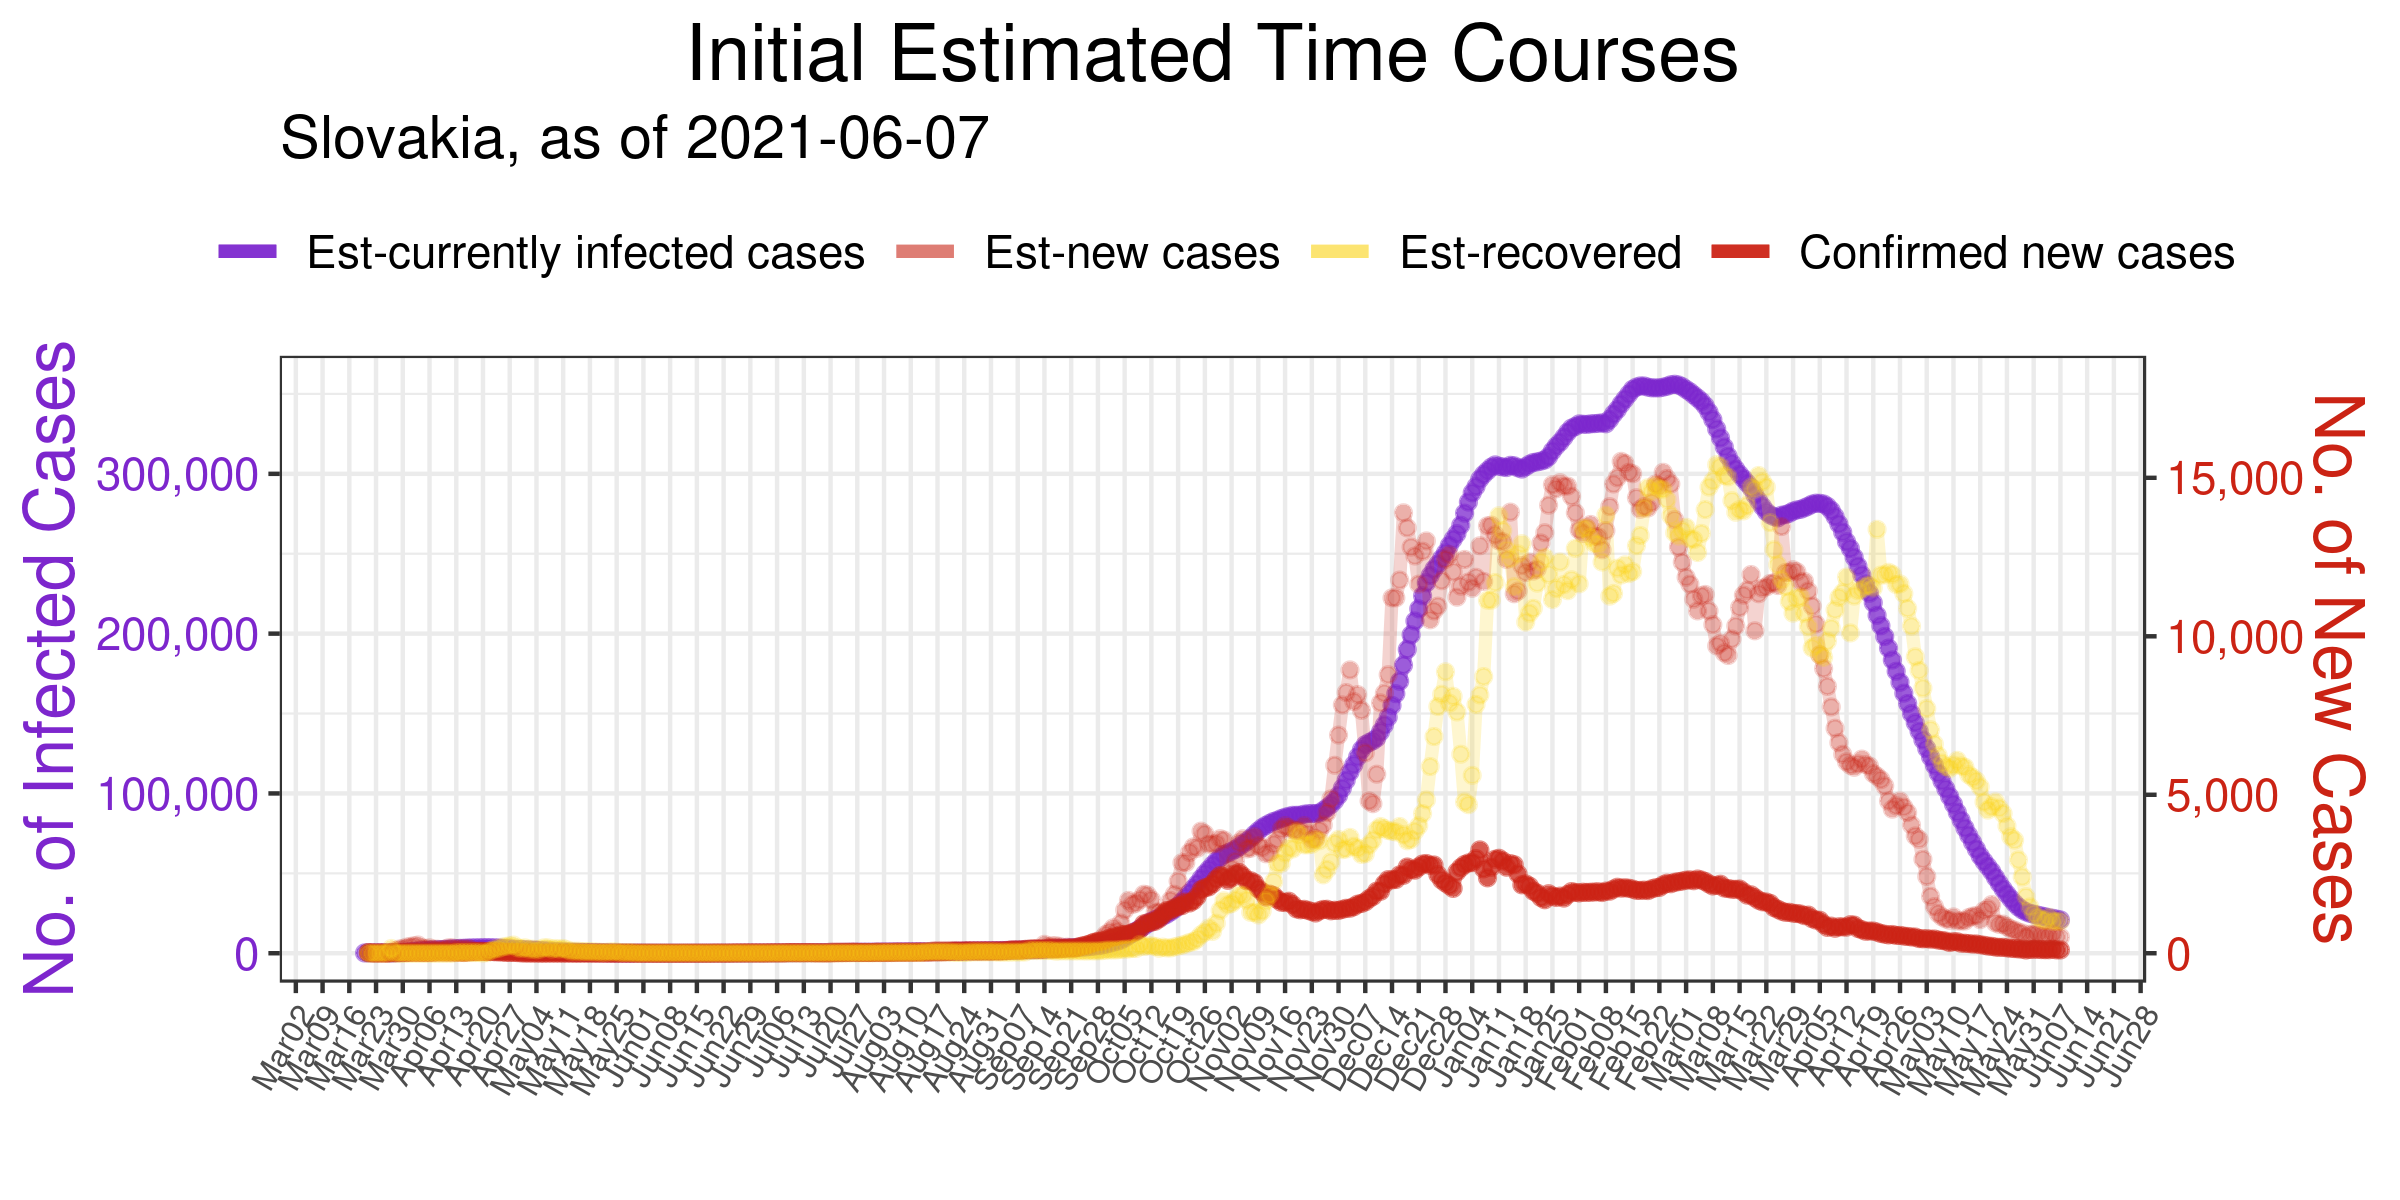 Initial Estimated Time Courses
Slovakia, as of 2021-06-07
Est-currently infected cases Est-new cases Est-recovered Confirmed new cases
No. of Infected Cases
300,000
200,000
100,000
0
15,000
10,000
5,000
0
No. of New Cases
Mar02 Mar09 Mar16 Mar23 Mar30 Apr06 Apr13 Apr20 Apr27 May04 May11 May18 May25 Jun01 Jun08 Jun15 Jun22 Jun29 Jul06 Jul13 Jul20 Jul27 Aug03 Aug10 Aug17 Aug24 Aug31 Sep07 Sep14 Sep21 Sep28 Oct05 Oct12 Oct19 Oct26 Nov02 Nov09 Nov16 Nov23 Nov30 Dec07 Dec14 Dec21 Dec28 Jan04 Jan11 Jan18 Jan25 Feb01 Feb08 Feb15 Feb22 Mar01 Mar08 Mar15 Mar22 Mar29 Apr05 Apr12 Apr19 Apr26 May03 May10 May17 May24 May31 Jun07 Jun14 Jun21 Jun28